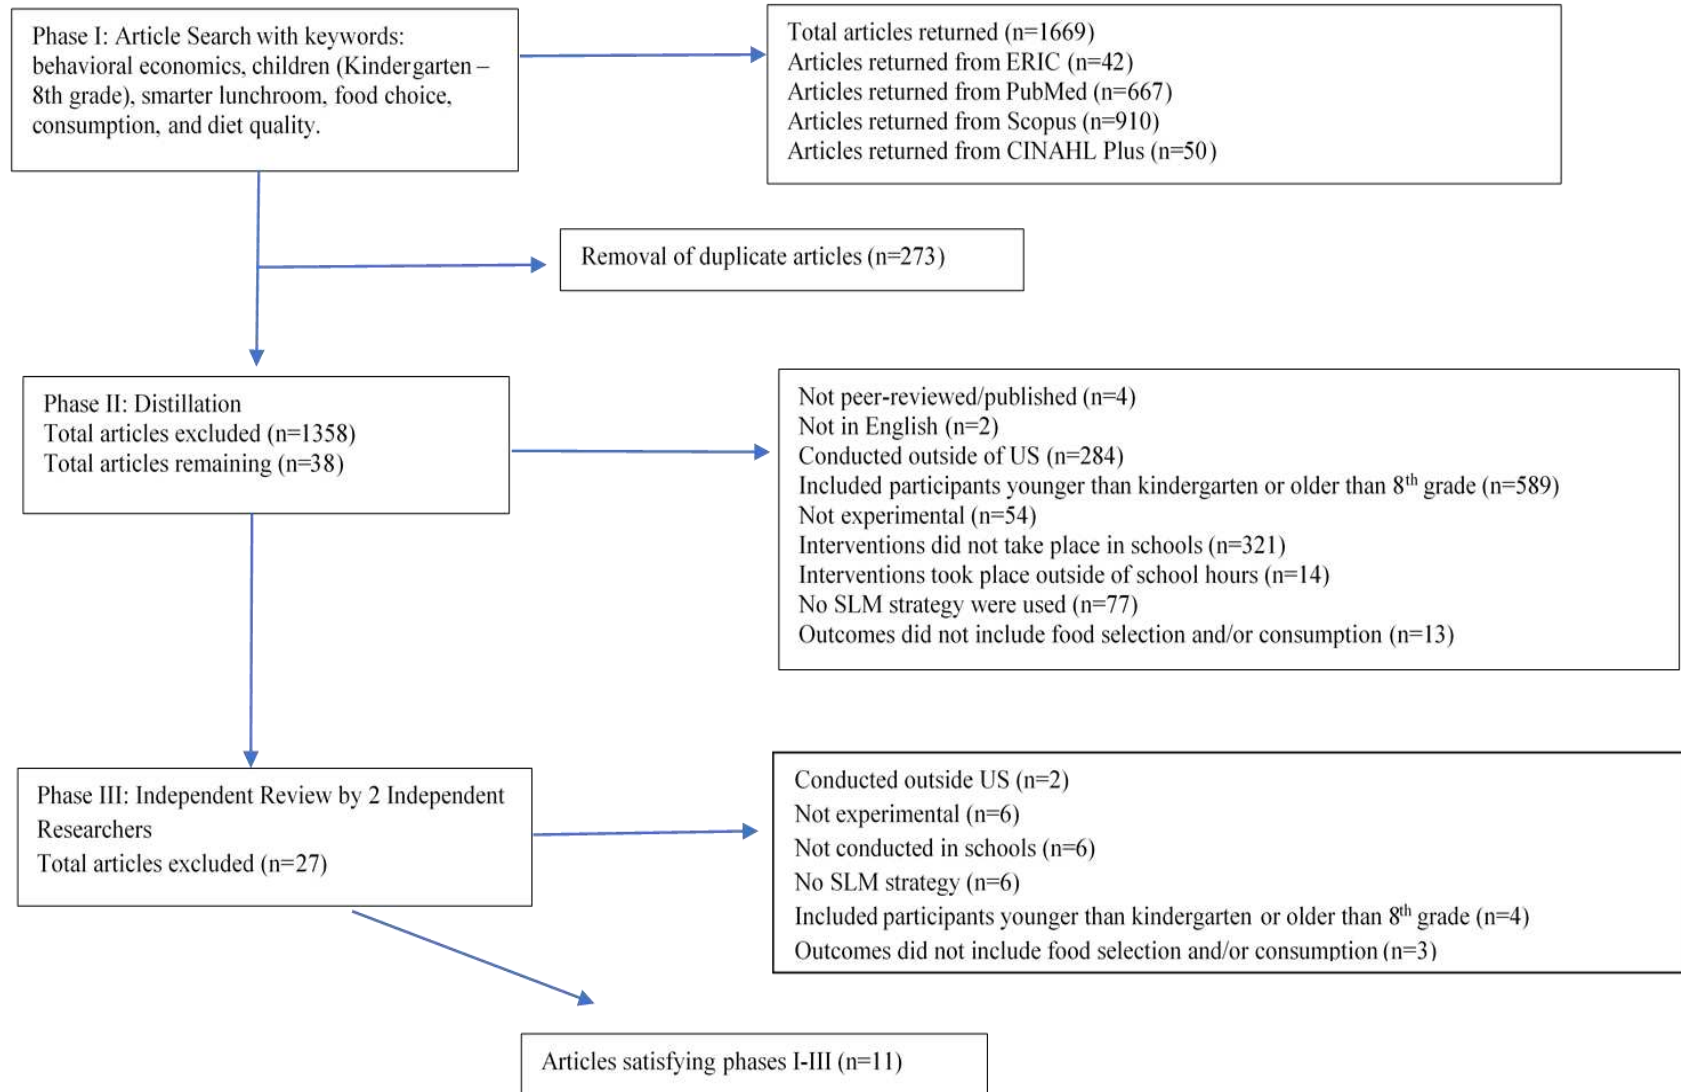 Phase I: Article Search with keywords:
behavioral economics, children (Kindergarten –
8th grade), smarter lunchroom, food choice,
consumption, and diet quality.
Total articles returned (n=1669)
Articles returned from ERIC (n=42)
Articles returned from PubMed (n=667)
Articles returned from Scopus (n=910)
Articles returned from CINAHL Plus (n=50)
Removal of duplicate articles (n=273)
Phase II: Distillation
Total articles excluded (n=1358)
Total articles remaining (n=38)
Not peer-reviewed/published (n=4)
Not in English (n=2)
Conducted outside of US (n=284)
Included participants younger than kindergarten or older than 8th grade (n=589)
Not experimental (n=54)
Interventions did not take place in schools (n=321)
Interventions took place outside of school hours (n=14)
No SLM strategy were used (n=77)
Outcomes did not include food selection and/or consumption (n=13)
Phase III: Independent Review by 2 Independent
Researchers
Total articles excluded (n=27)
Conducted outside US (n=2)
Not experimental (n=6)
Not conducted in schools (n=6)
No SLM strategy (n=6)
Included participants younger than kindergarten or older than 8th grade (n=4)
Outcomes did not include food selection and/or consumption (n=3)
Articles satisfying phases I-III (n=11)